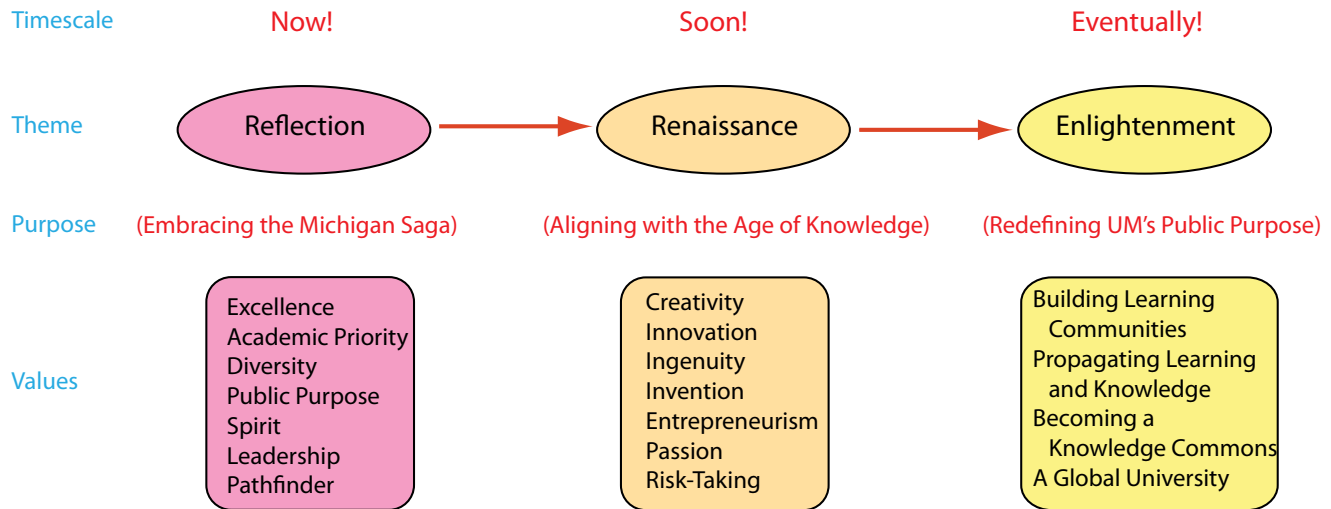 Timescale Now! Soon! Eventually!
Theme Reflection Renaissance Enlightenment
Purpose (Embracing the Michigan Saga) (Aligning with the Age of Knowledge) (Redefining UM's Public Purpose)
Values
Excellence
Academic Priority
Diversity
Public Purpose
Spirit
Leadership
Pathfinder
Creativity
Innovation
Ingenuity
Invention
Entrepreneurism
Passion
Risk-Taking
Building Learning
Communities
Propagating Learning
and Knowledge
Becoming a
Knowledge Commons
A Global University